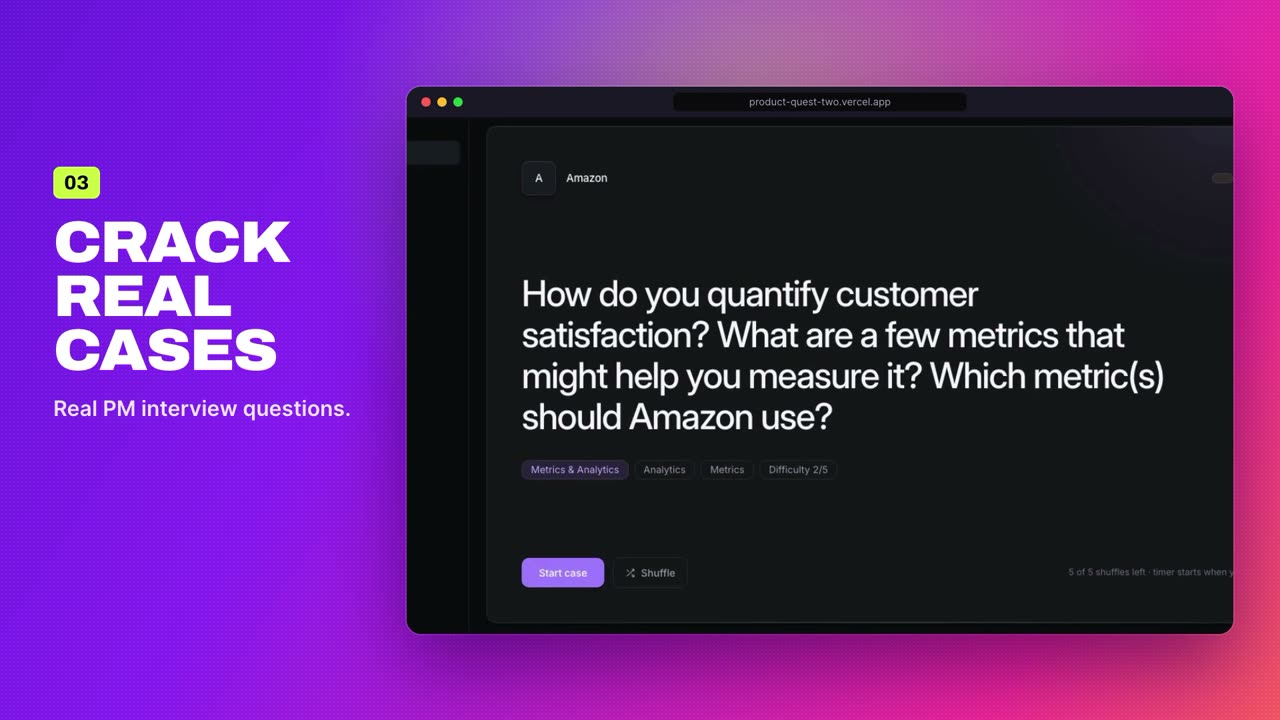 03
CRACK
REAL
CASES
Real PM interview questions.
product-quest-two.vercel.app
A
Amazon
How do you quantify customer
satisfaction? What are a few metrics that
might help you measure it? Which metric(s)
should Amazon use?
Metrics & Analytics
Analytics
Metrics
Difficulty 2/5
Start case
Shuffle
5 of 5 shuffles left · timer starts when